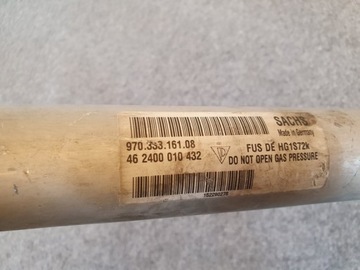 SACHS
Made in Germany
970.333.161.08
46 2400 010 432
FUS DE HG1S72k
DO NOT OPEN GAS PRESSURE